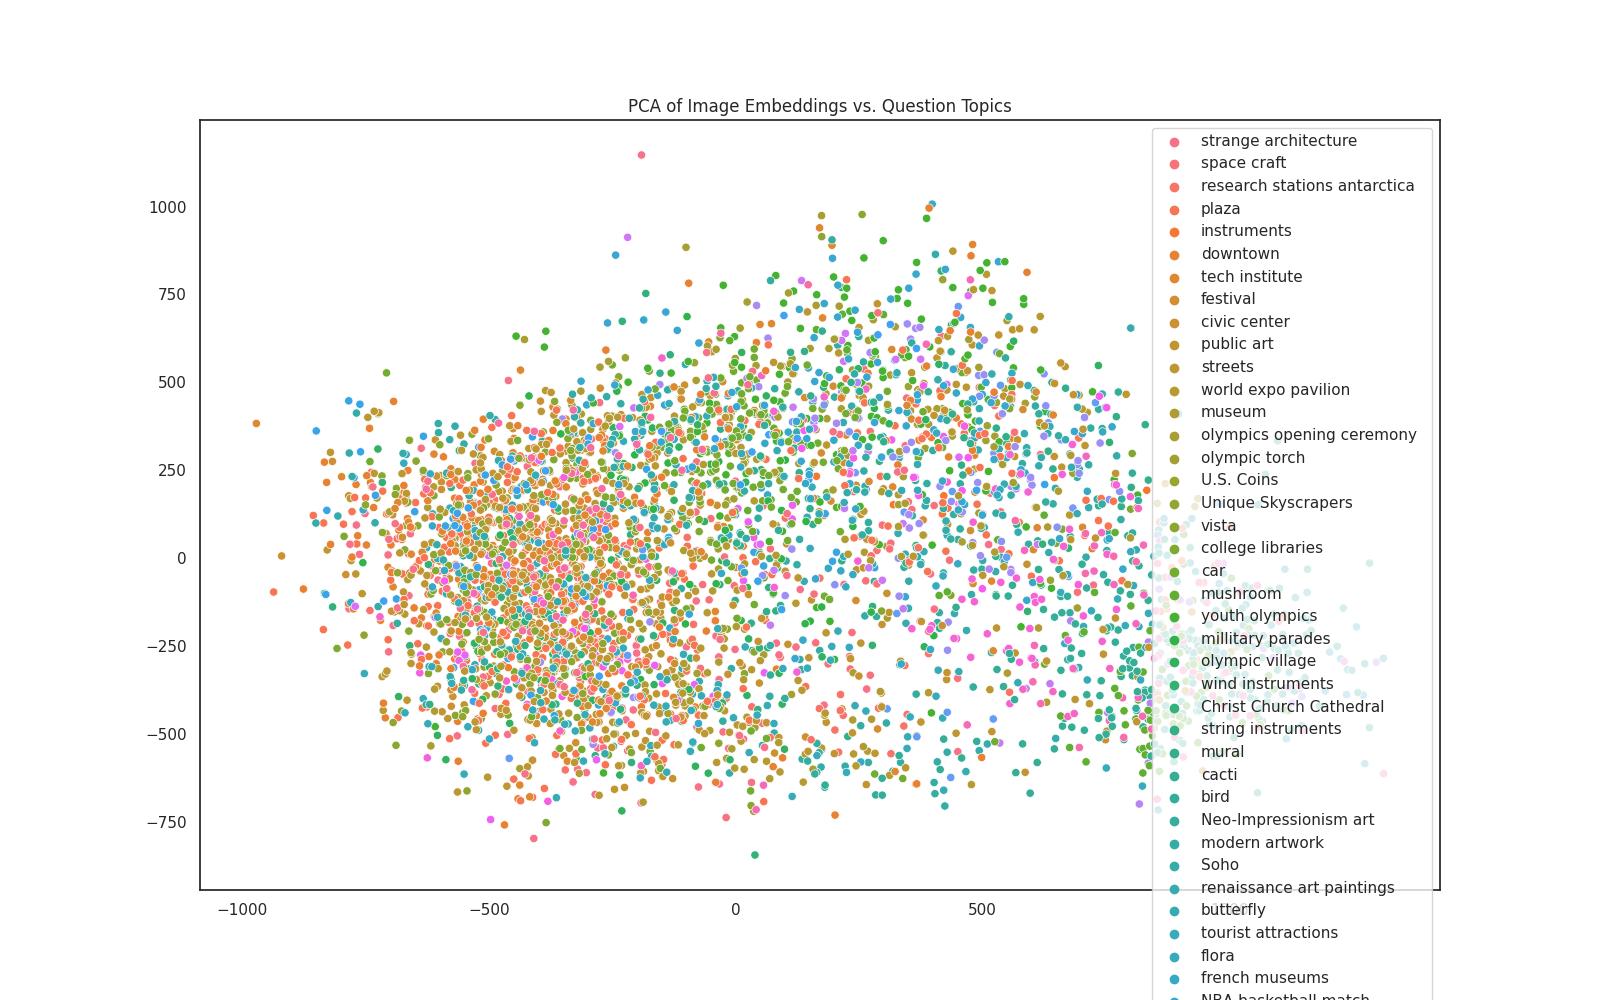 PCA of Image Embeddings vs. Question Topics
1000
750
500
250
0
−250
−500
−750
−1000
−500
0
500
1000
strange architecture
space craft
research stations antarctica
plaza
instruments
downtown
tech institute
festival
civic center
public art
streets
world expo pavilion
museum
olympics opening ceremony
olympic torch
U.S. Coins
Unique Skyscrapers
vista
college libraries
car
mushroom
youth olympics
millitary parades
olympic village
wind instruments
Christ Church Cathedral
string instruments
mural
cacti
bird
Neo-Impressionism art
modern artwork
Soho
renaissance art paintings
butterfly
tourist attractions
flora
french museums
NBA basketball match